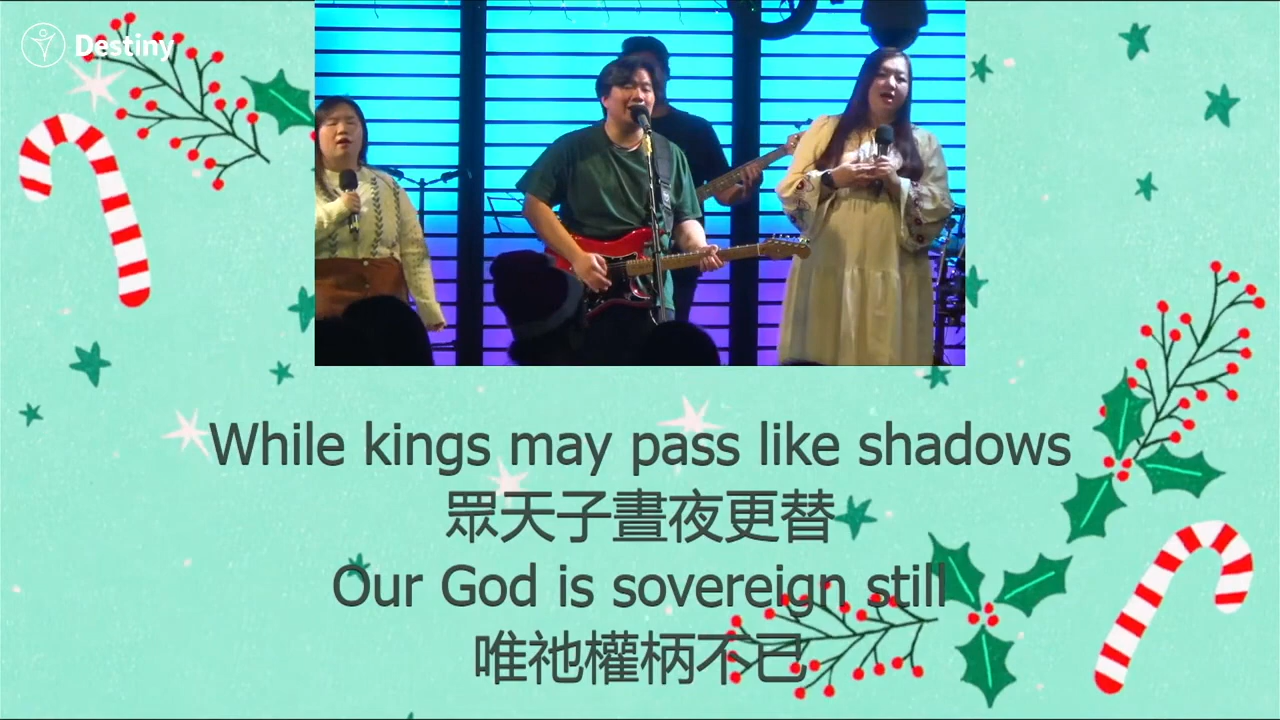 Destiny
While kings may pass like shadows
眾天子晝夜更替
Our God is sovereign still
唯祂權柄不已